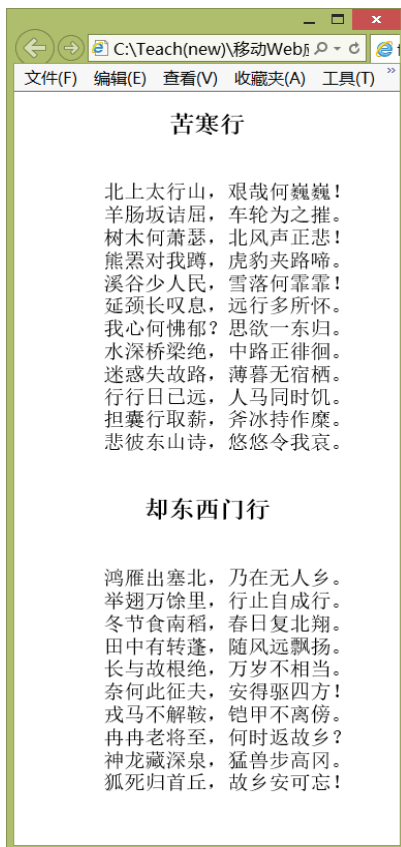 C:\Teach(new)\移动Web
文件(F) 编辑(E) 查看(V) 收藏夹(A) 工具(T) »
苦寒行
北上太行山，艰哉何巍巍！
羊肠坂诘屈，车轮为之摧。
树木何萧瑟，北风声正悲！
熊罴对我蹲，虎豹夹路啼。
溪谷少人民，雪落何霏霏！
延颈长叹息，远行多所怀。
我心何怫郁？思欲一东归。
水深桥梁绝，中路正徘徊。
迷惑失故路，薄暮无宿栖。
行行日已远，人马同时饥。
担囊行取薪，斧冰持作糜。
悲彼东山诗，悠悠令我哀。
却东西门行
鸿雁出塞北，乃在无人乡。
举翅万馀里，行止自成行。
冬节食南稻，春日复北翔。
田中有转蓬，随风远飘扬。
长与故根绝，万岁不相当。
奈何此征夫，安得驱四方！
戎马不解鞍，铠甲不离傍。
冉冉老将至，何时返故乡？
神龙藏深泉，猛兽步高冈。
狐死归首丘，故乡安可忘！